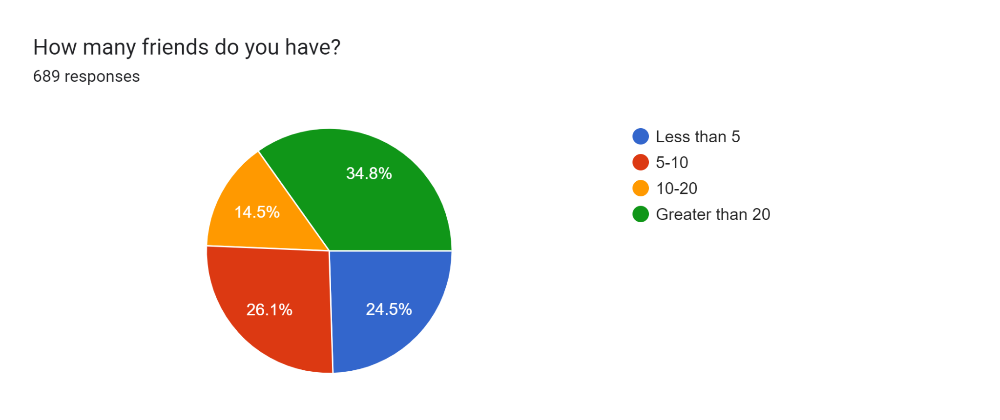 How many friends do you have?
689 responses
34.8%
14.5%
26.1%
24.5%
Less than 5
5-10
10-20
Greater than 20